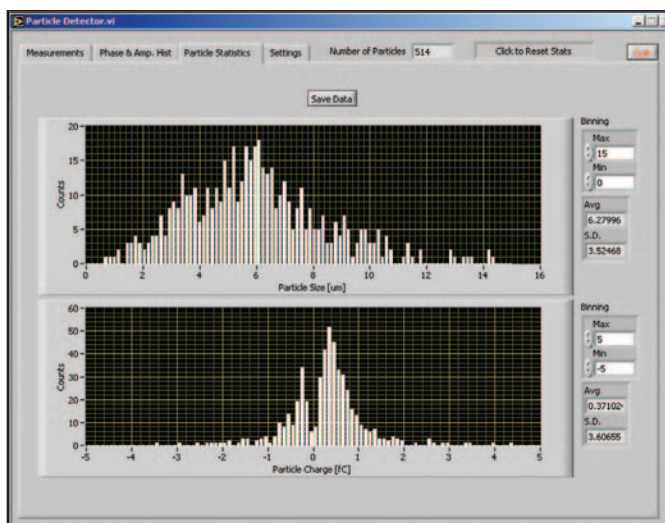 Particle Detector.vi
Measurements Phase & Amp. Hist Particle Statistics Settings Number of Particles 514 Click to Reset Stats
Save Data
Counts
20
15
10
5
0
0 2 4 6 8 10 12 14 16
Particle Size [um]
Binning
Max
15
Min
0
Avg
6.27996
S.D.
3.52468
Counts
60
50
40
30
20
10
0
-5 -4 -3 -2 -1 0 1 2 3 4 5
Particle Charge [fC]
Binning
Max
5
Min
-5
Avg
0.37102
S.D.
3.60655